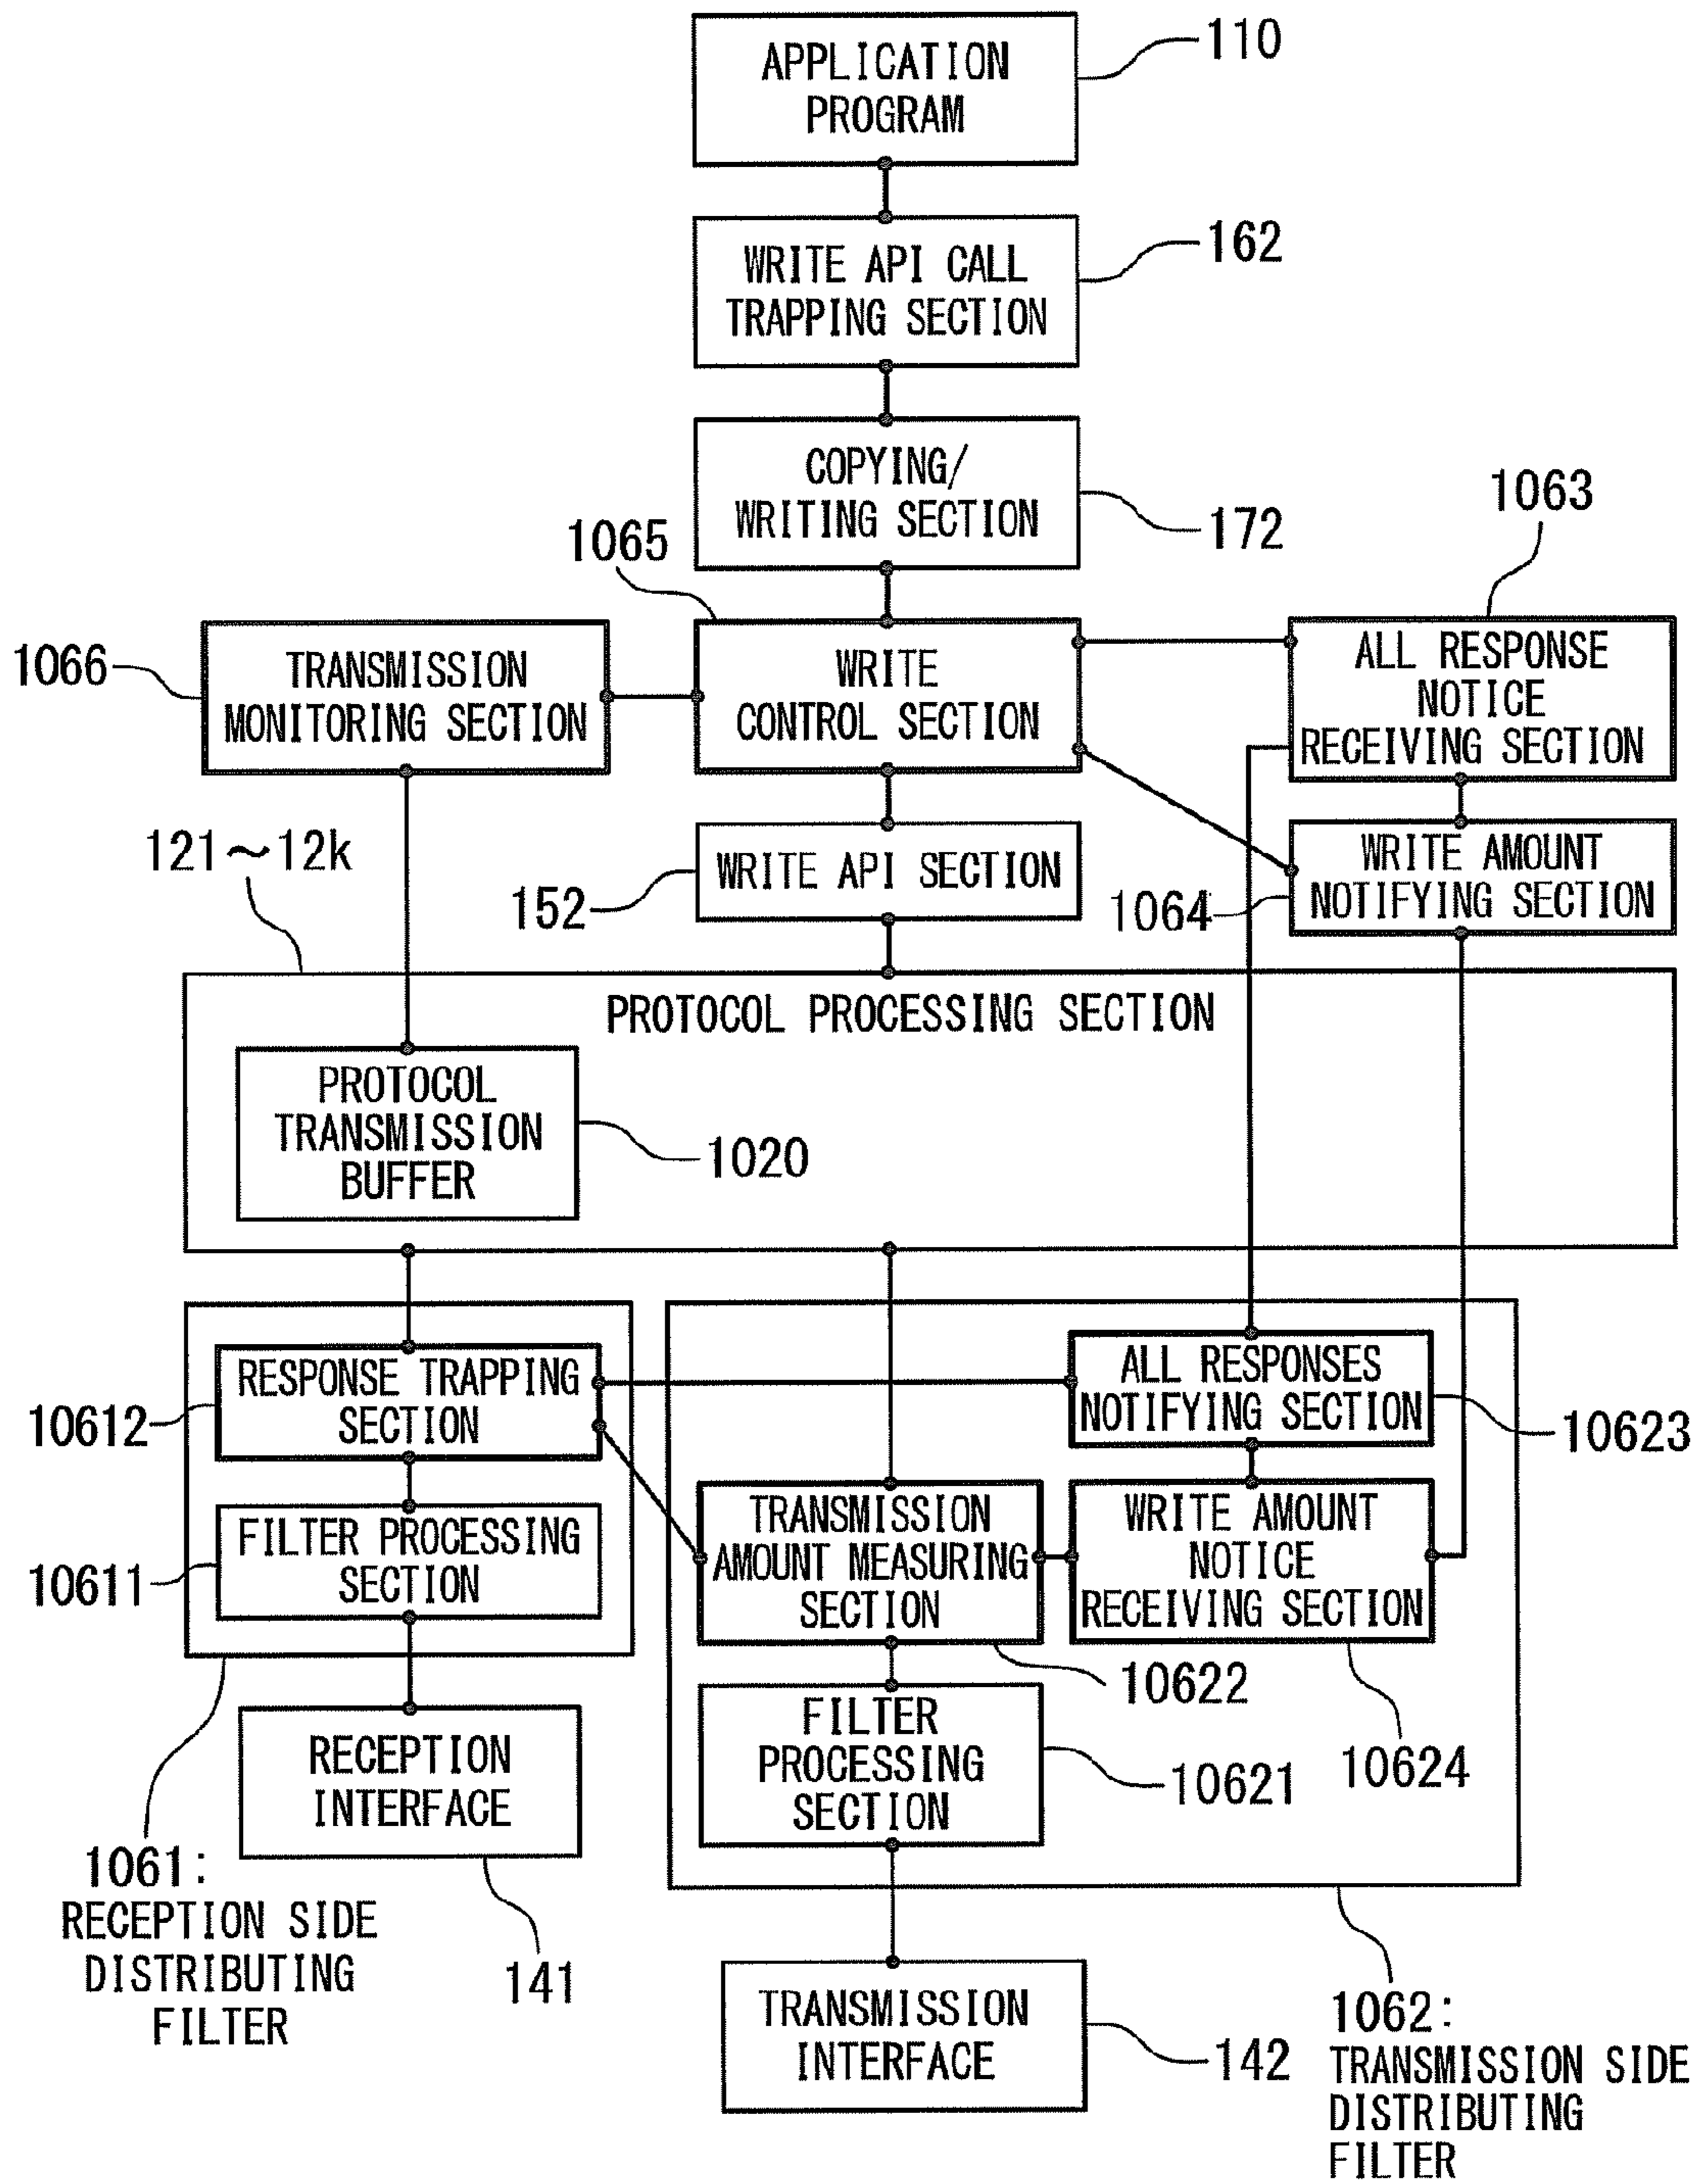 APPLICATION
PROGRAM
110
WRITE API CALL
TRAPPING SECTION
162
COPYING/
WRITING SECTION
172
1065
1063
1066
TRANSMISSION
MONITORING SECTION
WRITE
CONTROL SECTION
ALL RESPONSE
NOTICE
RECEIVING SECTION
121~12k
WRITE API SECTION
152
WRITE AMOUNT
NOTIFYING SECTION
1064
PROTOCOL PROCESSING SECTION
PROTOCOL
TRANSMISSION
BUFFER
1020
RESPONSE TRAPPING
SECTION
10612
ALL RESPONSES
NOTIFYING SECTION
10623
FILTER PROCESSING
SECTION
10611
TRANSMISSION
AMOUNT MEASURING
SECTION
10622
WRITE AMOUNT
NOTICE
RECEIVING SECTION
10624
FILTER
PROCESSING
SECTION
10621
RECEPTION
INTERFACE
141
1061:
RECEPTION SIDE
DISTRIBUTING
FILTER
TRANSMISSION
INTERFACE
142
1062:
TRANSMISSION SIDE
DISTRIBUTING
FILTER